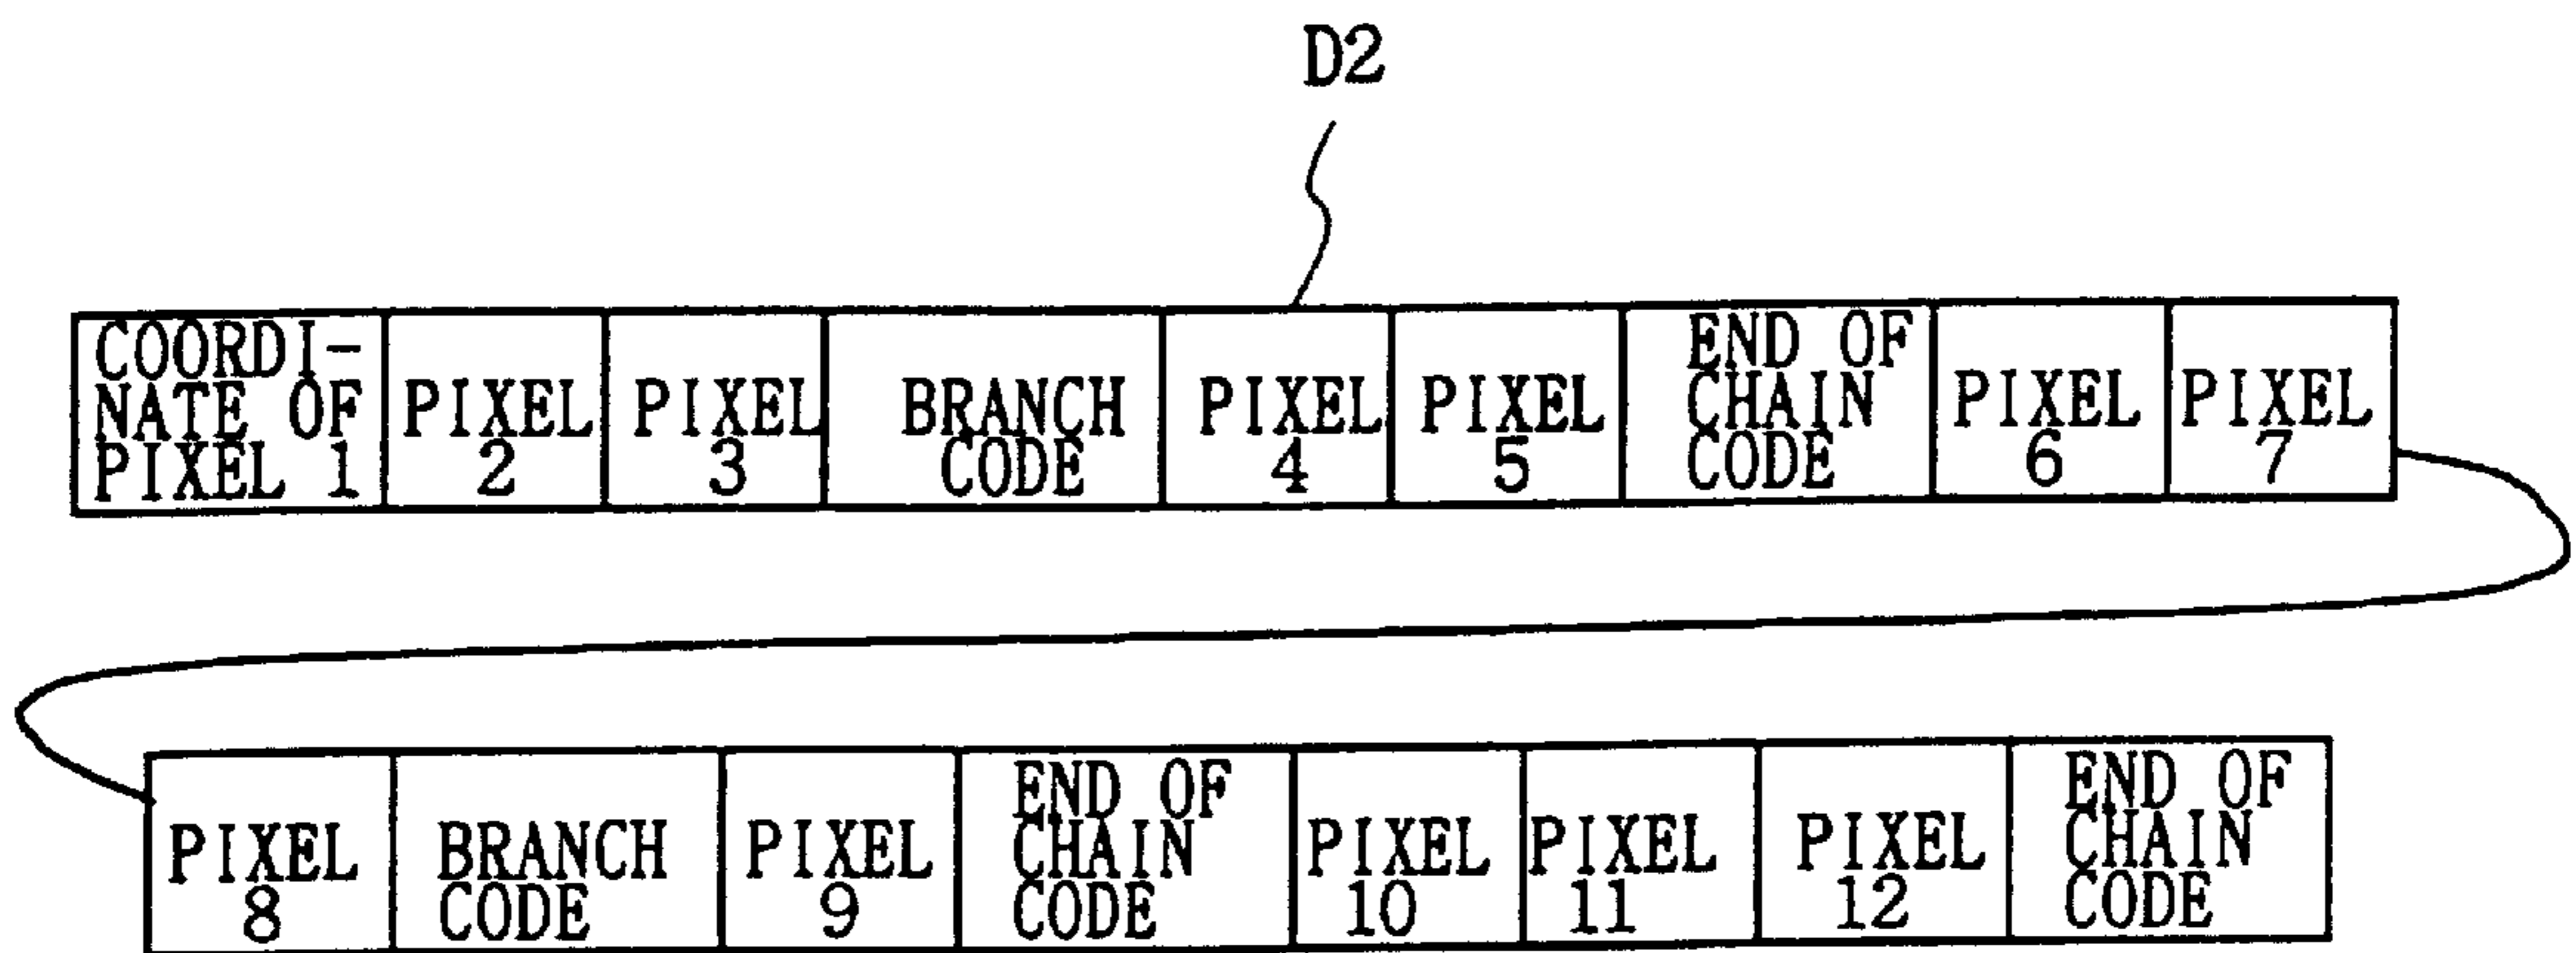 D2
COORDI-
NATE OF
PIXEL 1
PIXEL
2
PIXEL
3
BRANCH
CODE
PIXEL
4
PIXEL
5
END OF
CHAIN
CODE
PIXEL
6
PIXEL
7
PIXEL
8
BRANCH
CODE
PIXEL
9
END OF
CHAIN
CODE
PIXEL
10
PIXEL
11
PIXEL
12
END OF
CHAIN
CODE